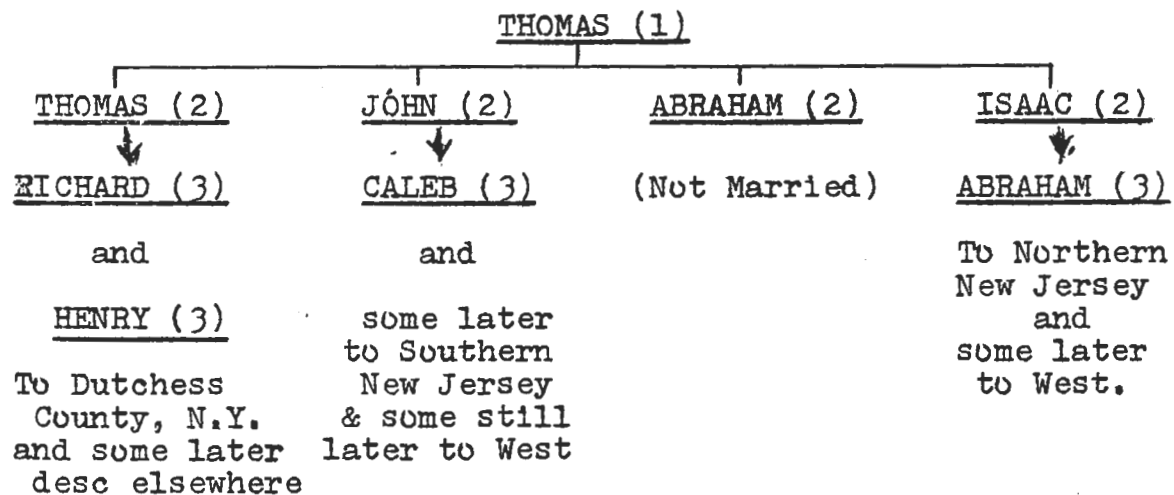 THOMAS (1)
THOMAS (2)
JOHN (2)
ABRAHAM (2)
ISAAC (2)
RICHARD (3)
CALEB (3)
(Not Married)
ABRAHAM (3)
and
and
To Northern
New Jersey
and
some later
to West.
HENRY (3)
some later
to Southern
New Jersey
& some still
later to West
To Dutchess
County, N.Y.
and some later
desc elsewhere